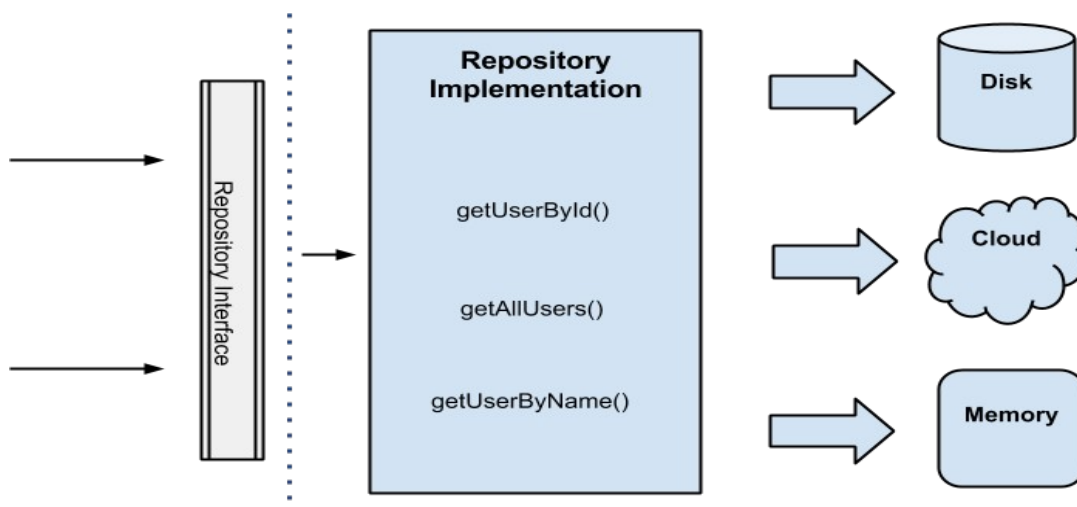 Repository Interface
Repository
Implementation
getUserById()
getAllUsers()
getUserByName()
Disk
Cloud
Memory